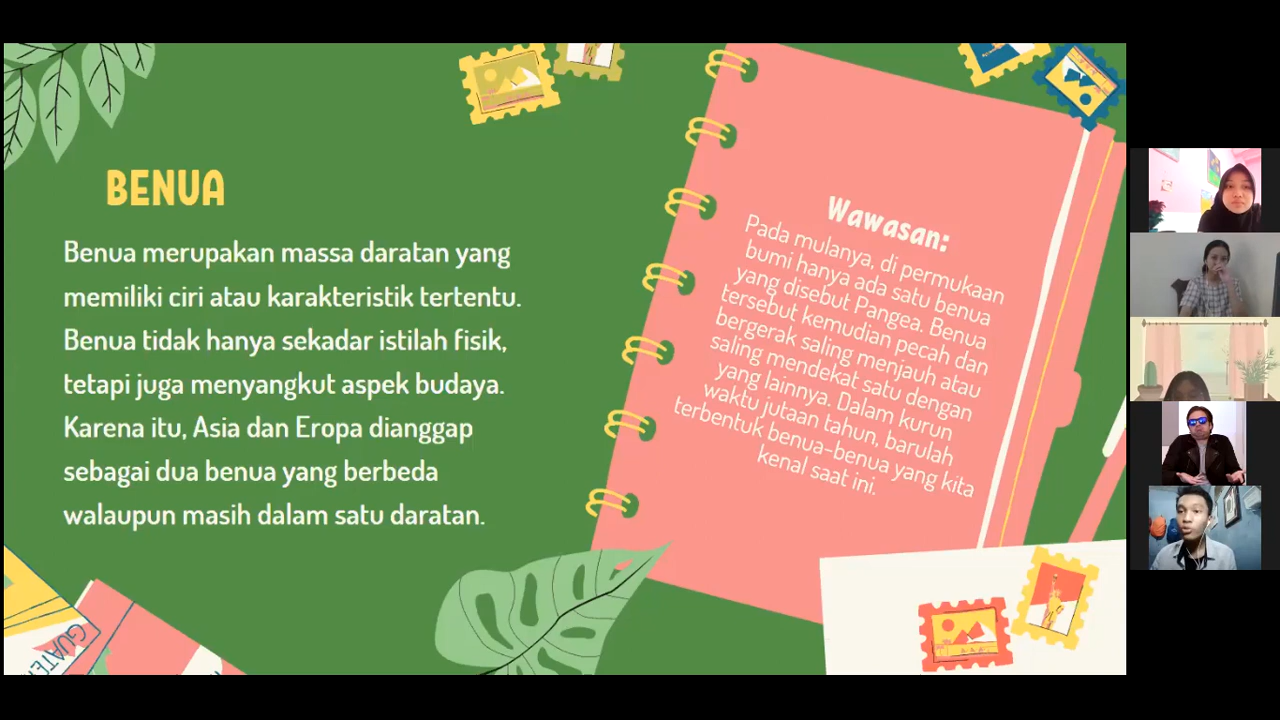 BENUA
Benua merupakan massa daratan yang
memiliki ciri atau karakteristik tertentu.
Benua tidak hanya sekadar istilah fisik,
tetapi juga menyangkut aspek budaya.
Karena itu, Asia dan Eropa dianggap
sebagai dua benua yang berbeda
walaupun masih dalam satu daratan.
Wawasan:
Pada mulanya, di permukaan
bumi hanya ada satu benua
yang disebut Pangea. Benua
tersebut kemudian pecah dan
bergerak saling menjauh atau
saling mendekat satu dengan
yang lainnya. Dalam kurun
waktu jutaan tahun, barulah
terbentuk benua-benua yang kita
kenal saat ini.